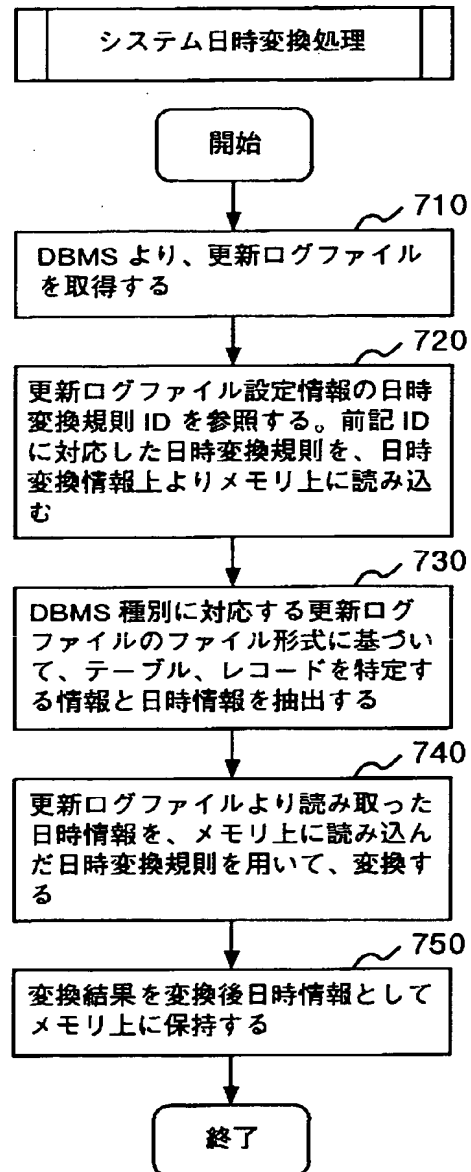 システム日時変換処理
開始
710
DBMS より、更新ログファイル
を取得する
720
更新ログファイル設定情報の日時
変換規則 ID を参照する。前記 ID
に対応した日時変換規則を、日時
変換情報上よりメモリ上に読み込
む
730
DBMS 種別に対応する更新ログ
ファイルのファイル形式に基づい
て、テーブル、レコードを特定す
る情報と日時情報を抽出する
740
更新ログファイルより読み取った
日時情報を、メモリ上に読み込ん
だ日時変換規則を用いて、変換す
る
750
変換結果を変換後日時情報として
メモリ上に保持する
終了